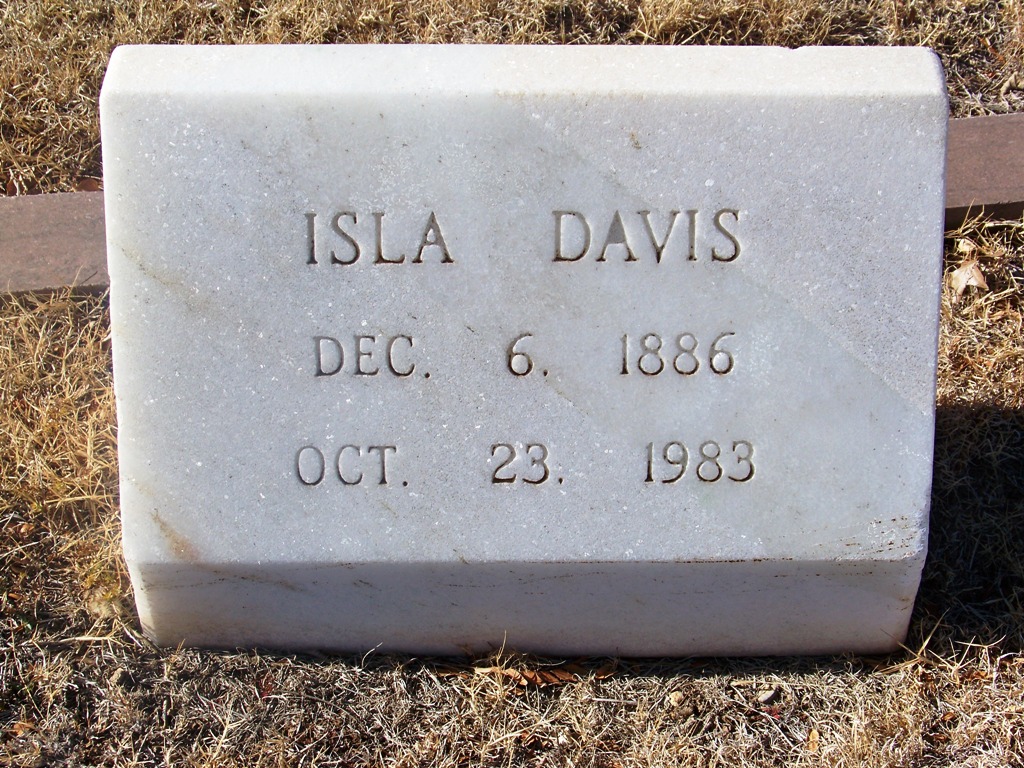 ISLA DAVIS
DEC. 6. 1886
OCT. 23. 1983